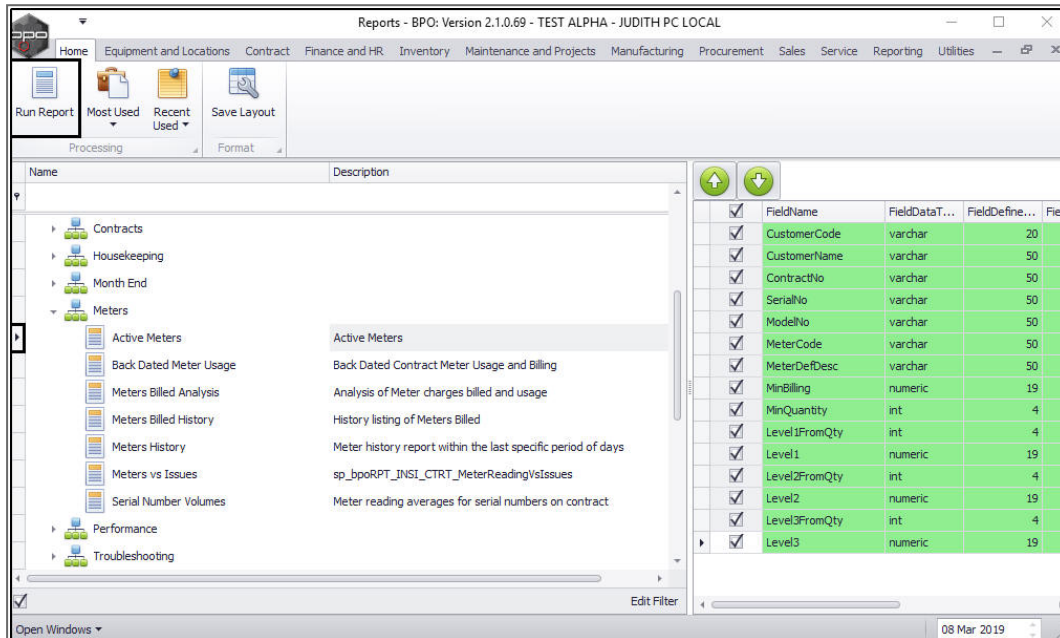 Reports - BPO: Version 2.1.0.69 - TEST ALPHA - JUDITH PC LOCAL
bpo
Home Equipment and Locations Contract Finance and HR Inventory Maintenance and Projects Manufacturing Procurement Sales Service Reporting Utilities
Run Report Most Used Recent Used Save Layout
Processing Format
Name Description
Contracts
Housekeeping
Month End
Meters
Active Meters Active Meters
Back Dated Meter Usage Back Dated Contract Meter Usage and Billing
Meters Billed Analysis Analysis of Meter charges billed and usage
Meters Billed History History listing of Meters Billed
Meters History Meter history report within the last specific period of days
Meters vs Issues sp_bpoRPT_INSI_CTRT_MeterReadingVsIssues
Serial Number Volumes Meter reading averages for serial numbers on contract
Performance
Troubleshooting
Edit Filter
FieldName FieldDataT... FieldDefine... Fie
CustomerCode varchar 20
CustomerName varchar 50
ContractNo varchar 50
SerialNo varchar 50
ModelNo varchar 50
MeterCode varchar 50
MeterDefDesc varchar 50
MinBilling numeric 19
MinQuantity int 4
Level1FromQty int 4
Level1 numeric 19
Level2FromQty int 4
Level2 numeric 19
Level3FromQty int 4
Level3 numeric 19
Open Windows 08 Mar 2019